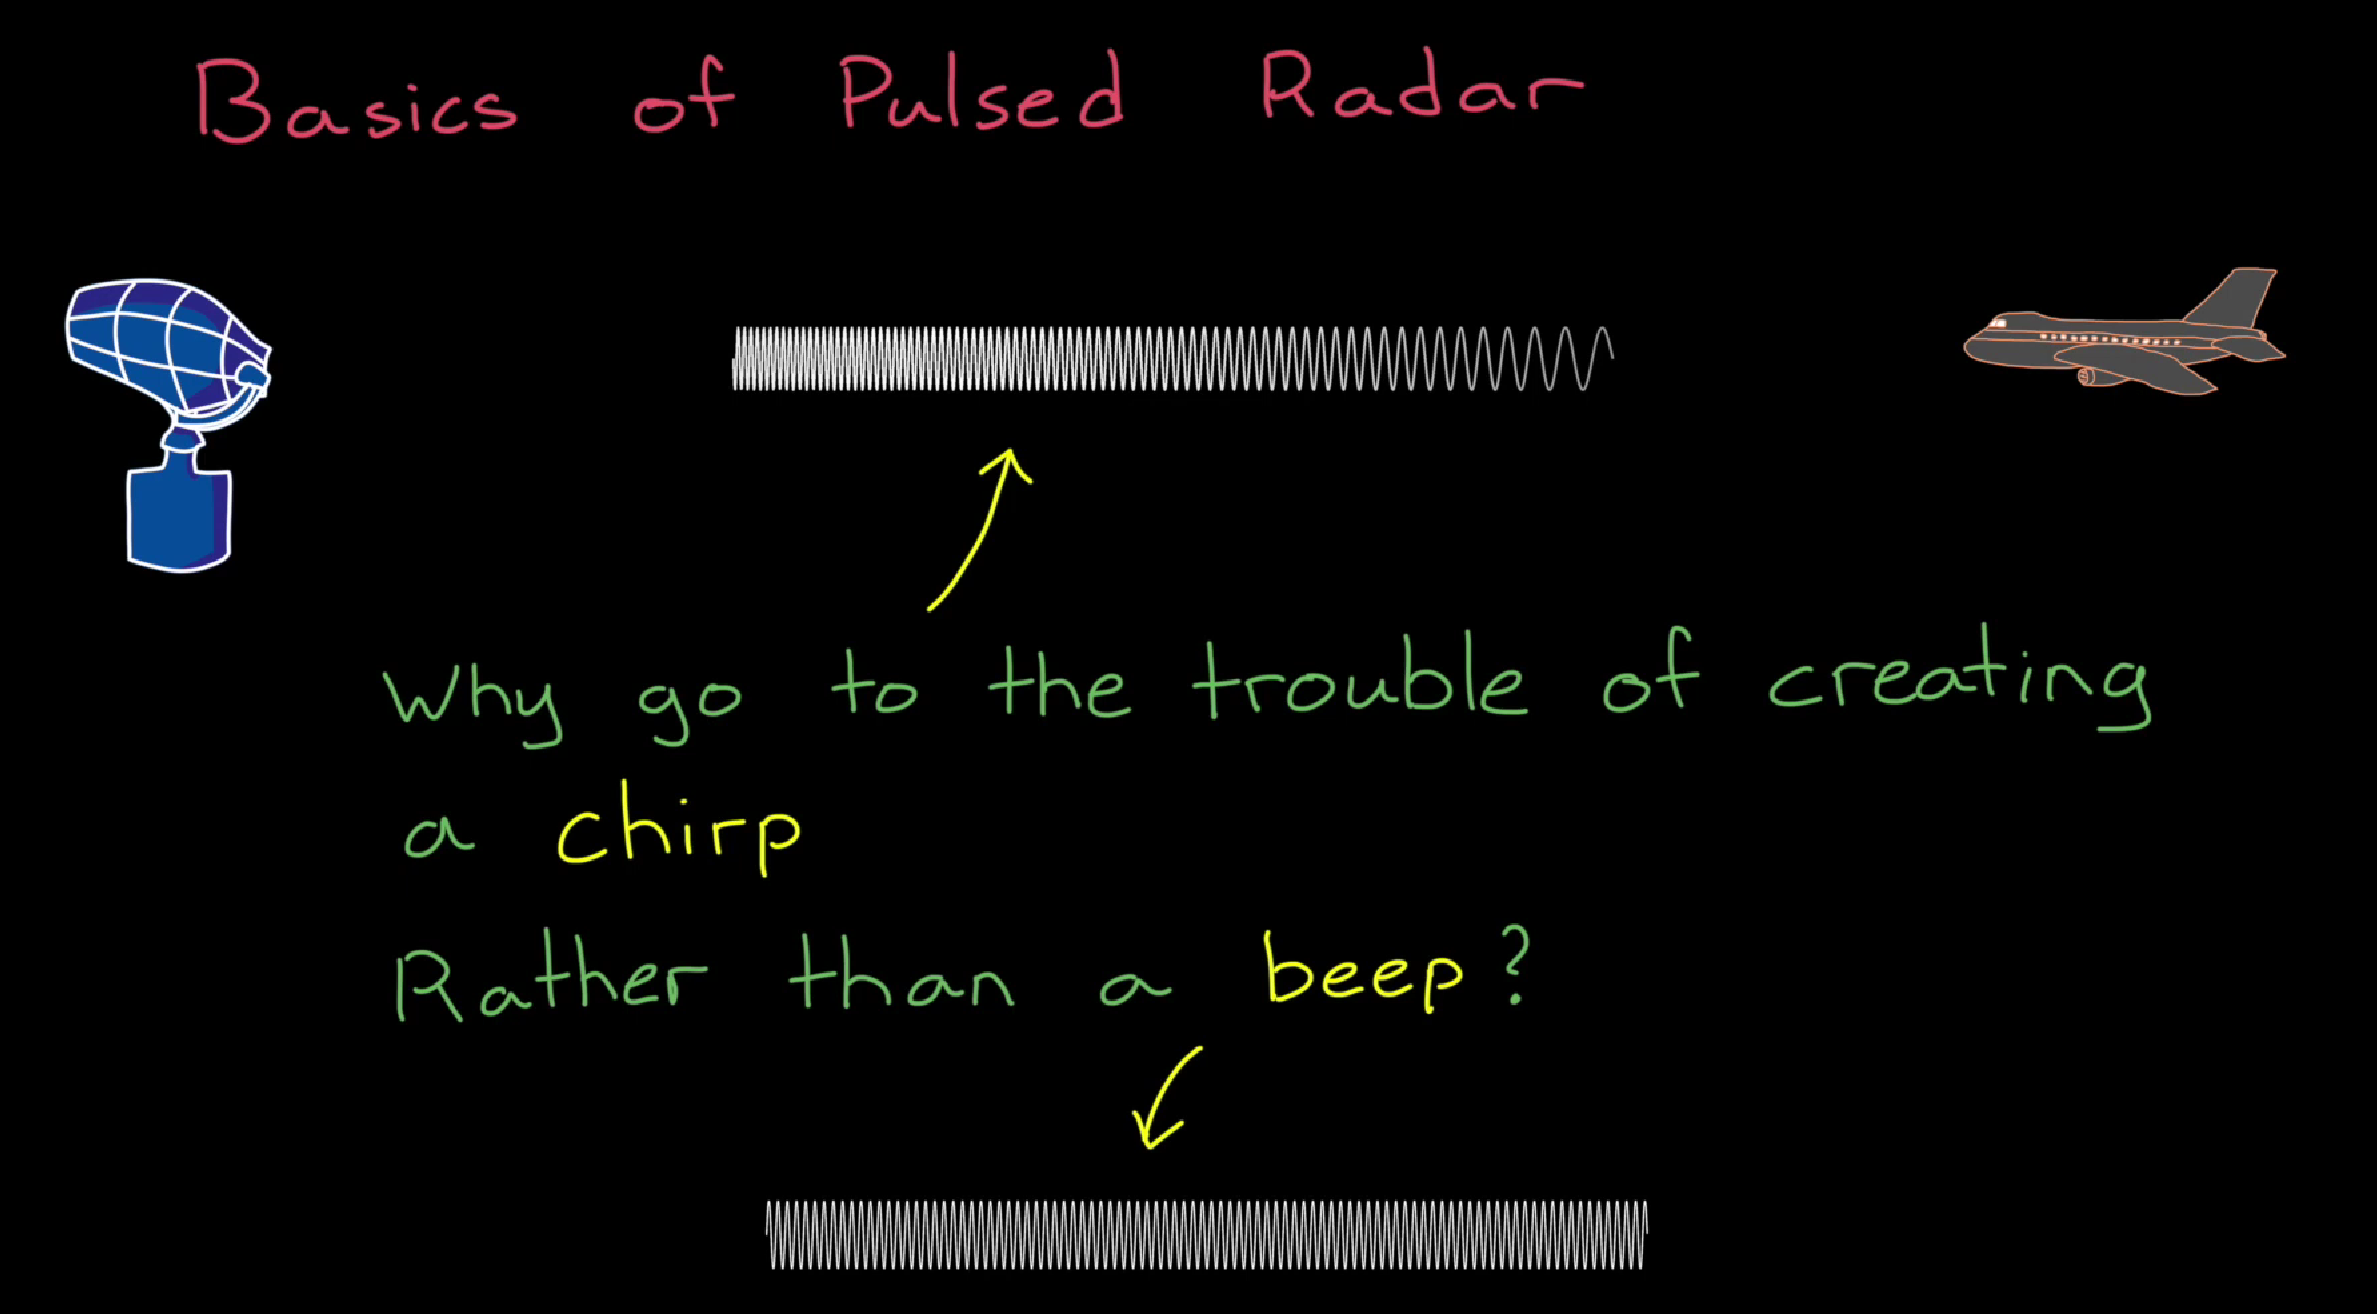 Basics of Pulsed Radar
Why go to the trouble of creating
a chirp
Rather than a beep?